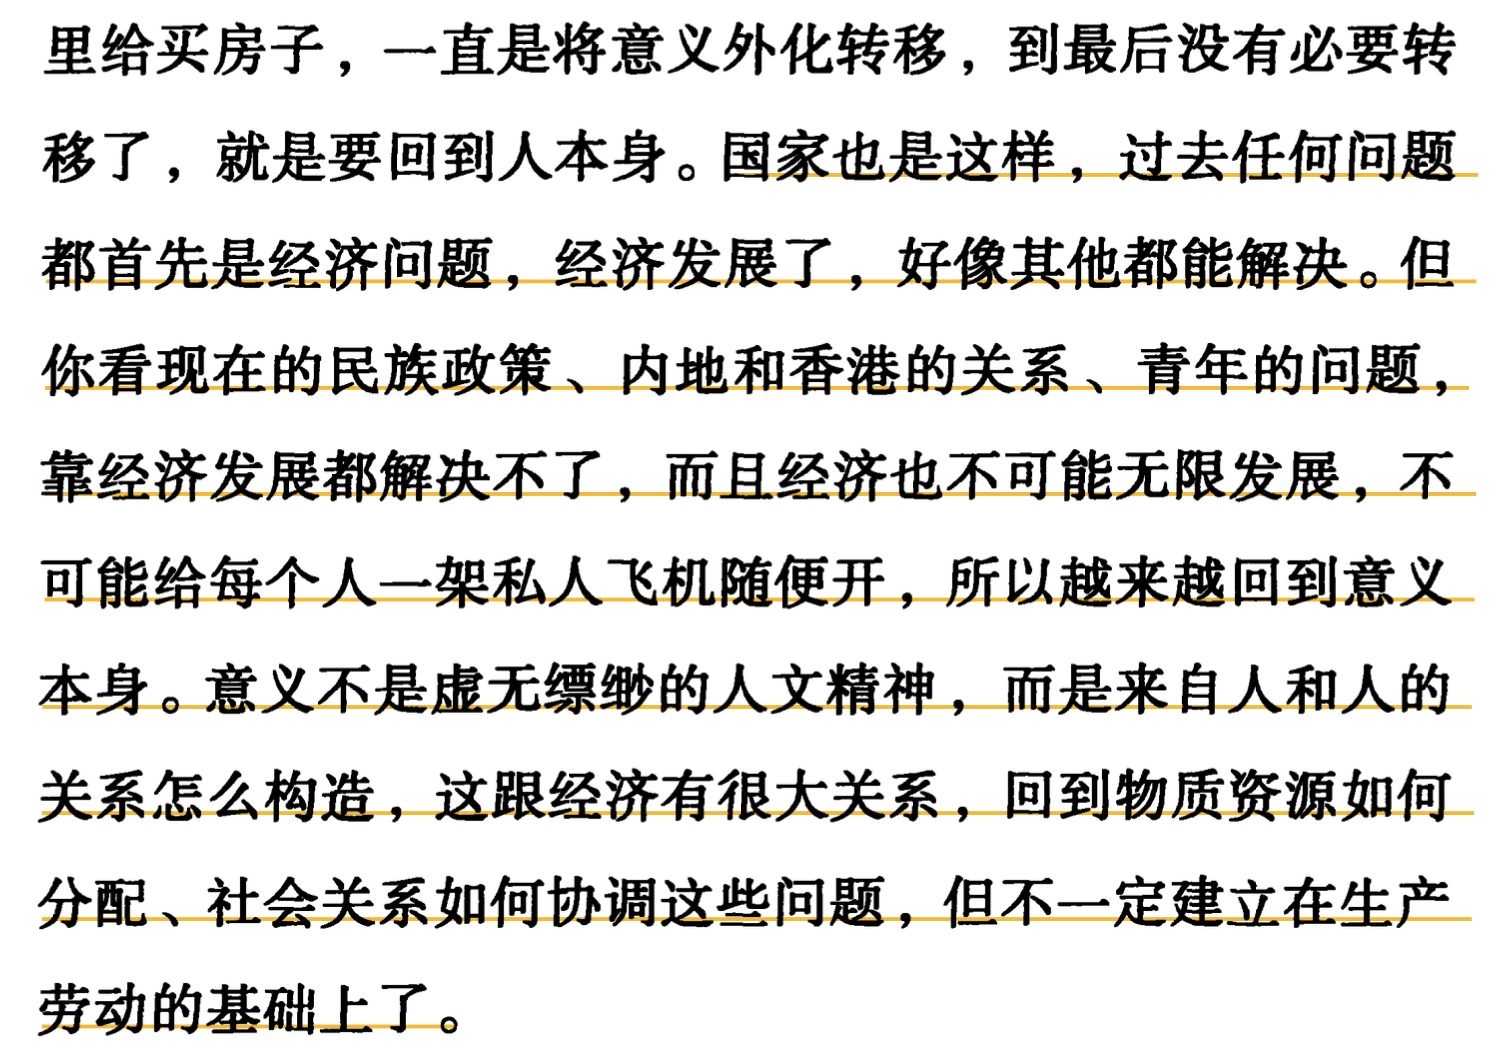 里给买房子，一直是将意义外化转移，到最后没有必要转
移了，就是要回到人本身。国家也是这样，过去任何问题
都首先是经济问题，经济发展了，好像其他都能解决。但
你看现在的民族政策、内地和香港的关系、青年的问题，
靠经济发展都解决不了，而且经济也不可能无限发展，不
可能给每个人一架私人飞机随便开，所以越来越回到意义
本身。意义不是虚无缥缈的人文精神，而是来自人和人的
关系怎么构造，这跟经济有很大关系，回到物质资源如何
分配、社会关系如何协调这些问题，但不一定建立在生产
劳动的基础上了。